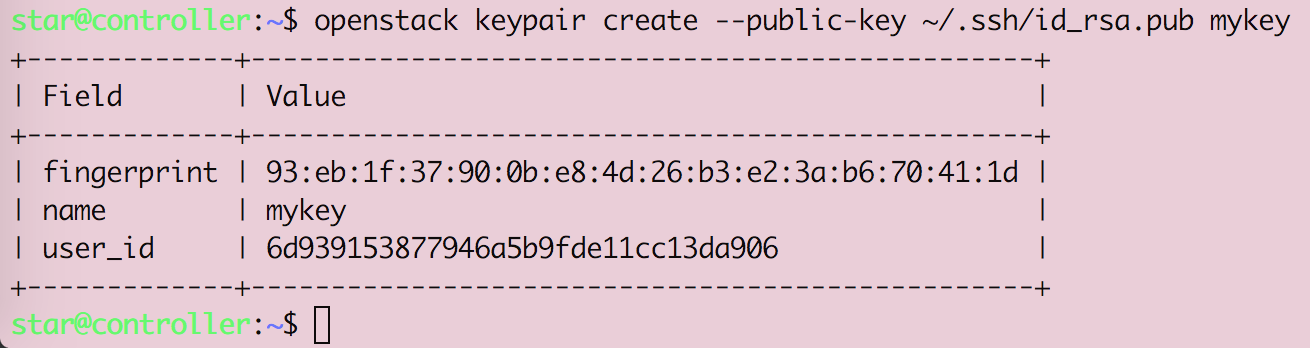 star@controller:~$ openstack keypair create --public-key ~/.ssh/id_rsa.pub mykey
+-------------+-------------------------------------------------+
| Field       | Value                                           |
+-------------+-------------------------------------------------+
| fingerprint | 93:eb:1f:37:90:0b:e8:4d:26:b3:e2:3a:b6:70:41:1d |
| name        | mykey                                           |
| user_id     | 6d939153877946a5b9fde11cc13da906                |
+-------------+-------------------------------------------------+
star@controller:~$